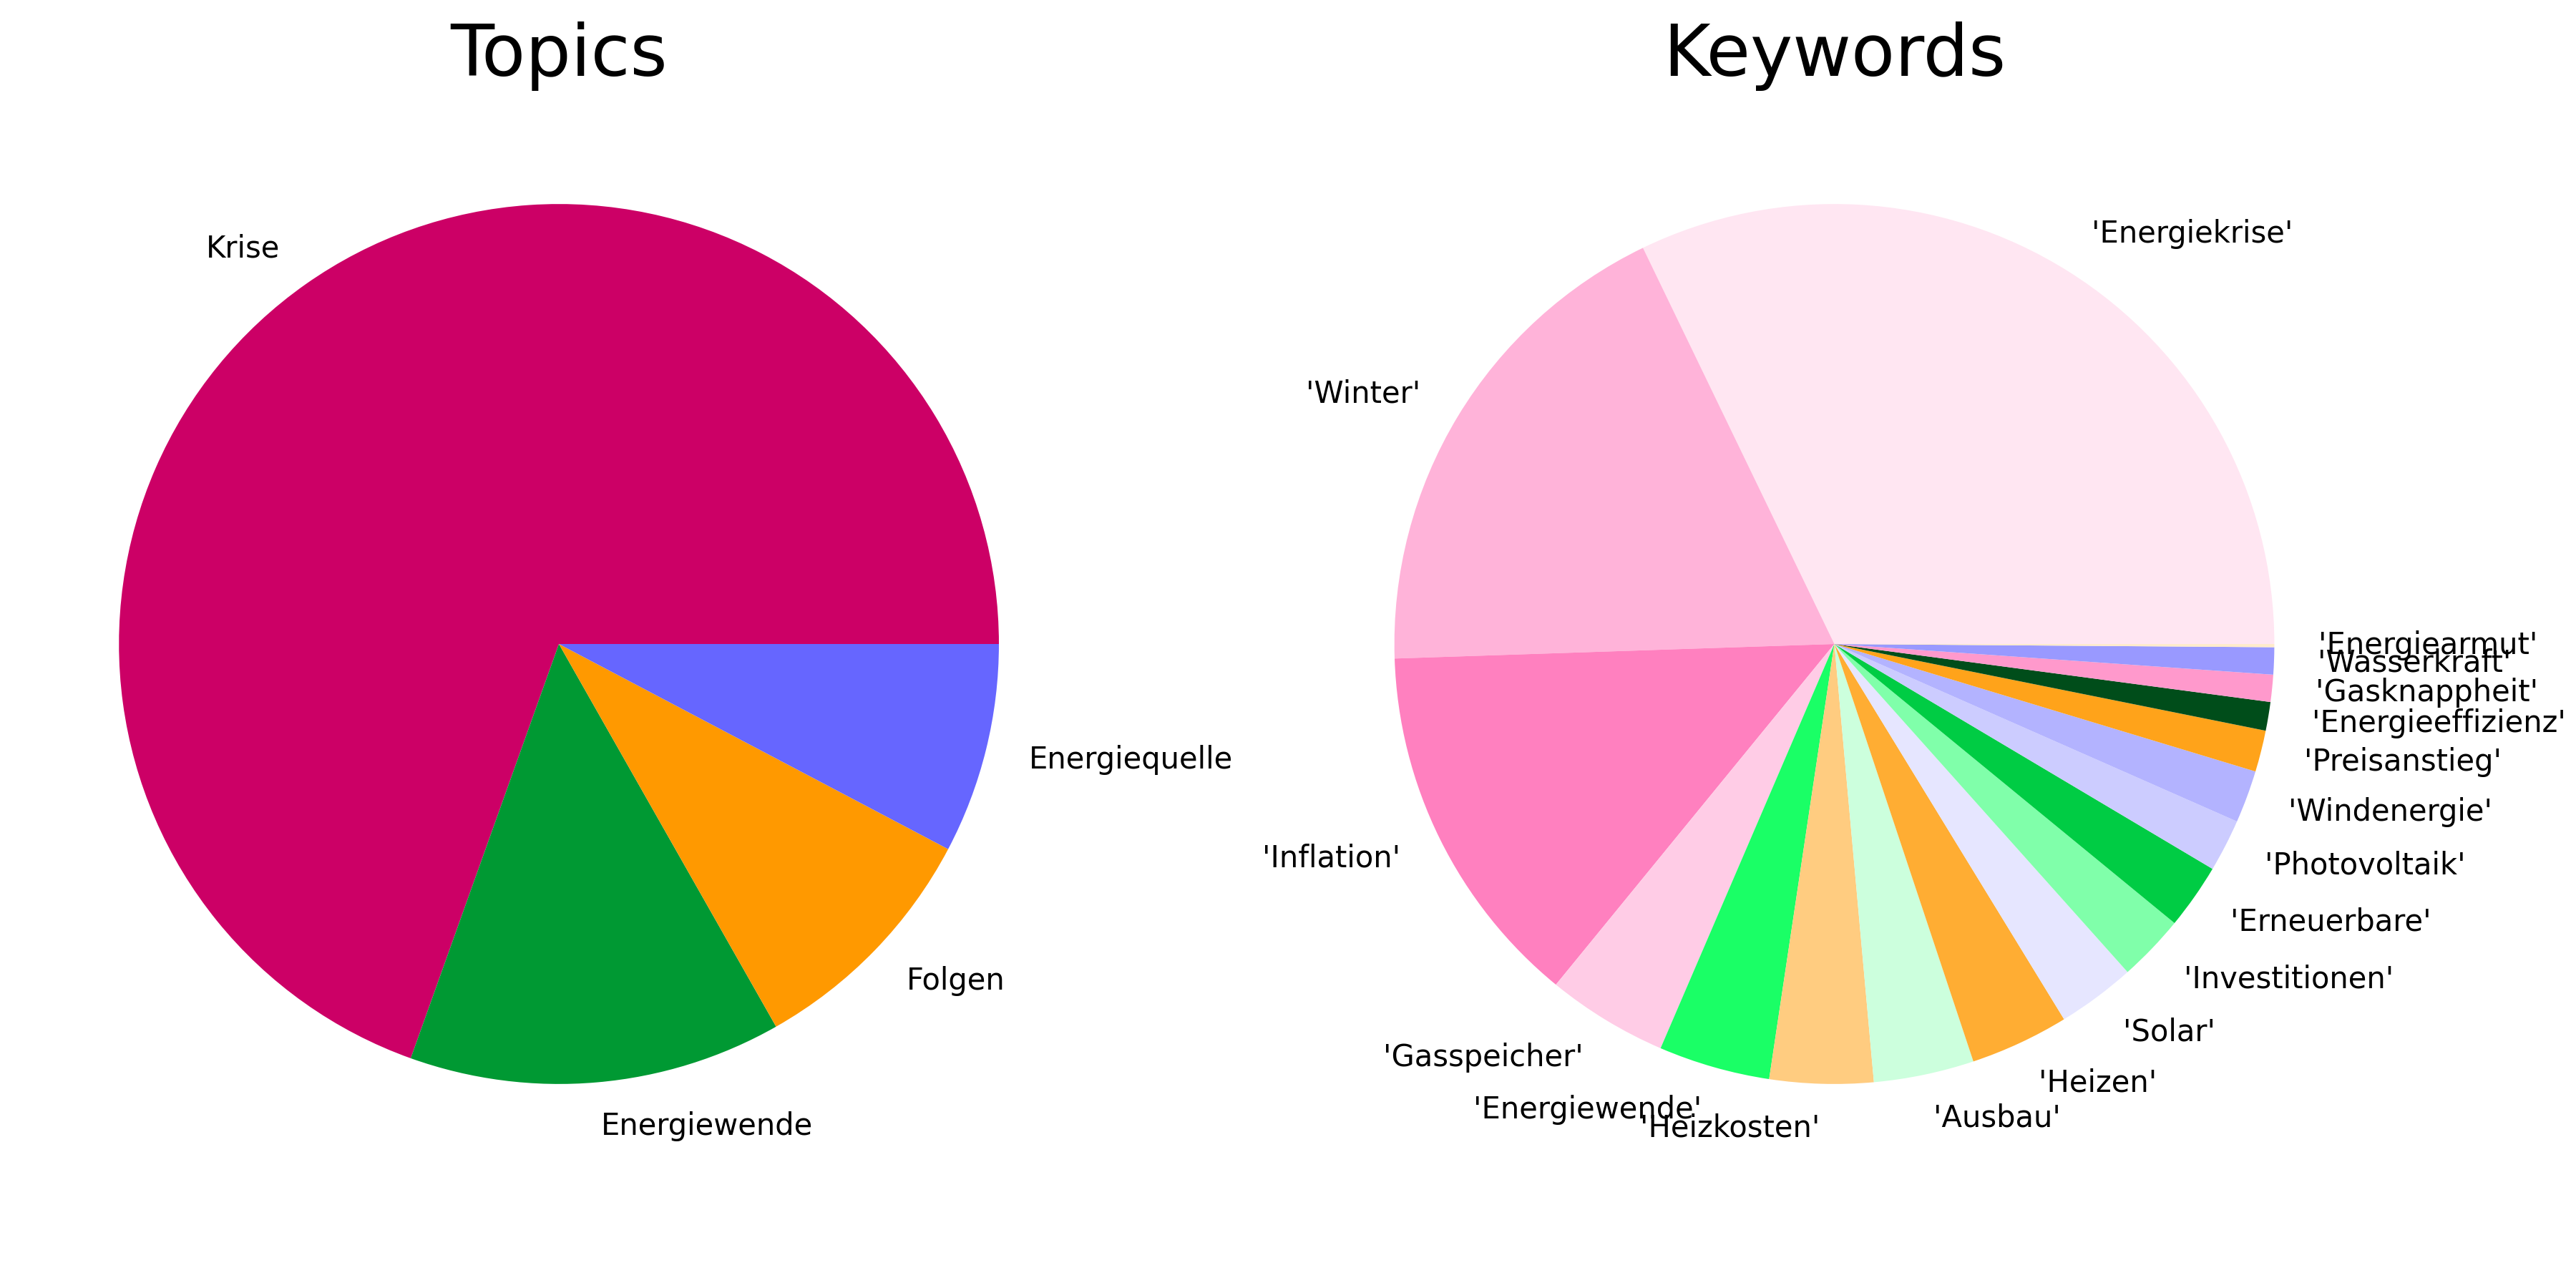 Topics
Krise
Energiequelle
Folgen
Energiewende
Keywords
'Energiekrise'
'Winter'
'Inflation'
'Gasspeicher'
'Energiewende'
'Heizkosten'
'Ausbau'
'Heizen'
'Solar'
'Investitionen'
'Erneuerbare'
'Photovoltaik'
'Windenergie'
'Preisanstieg'
'Energieeffizienz'
'Gasknappheit'
'Wasserkraft'
'Energiearmut'